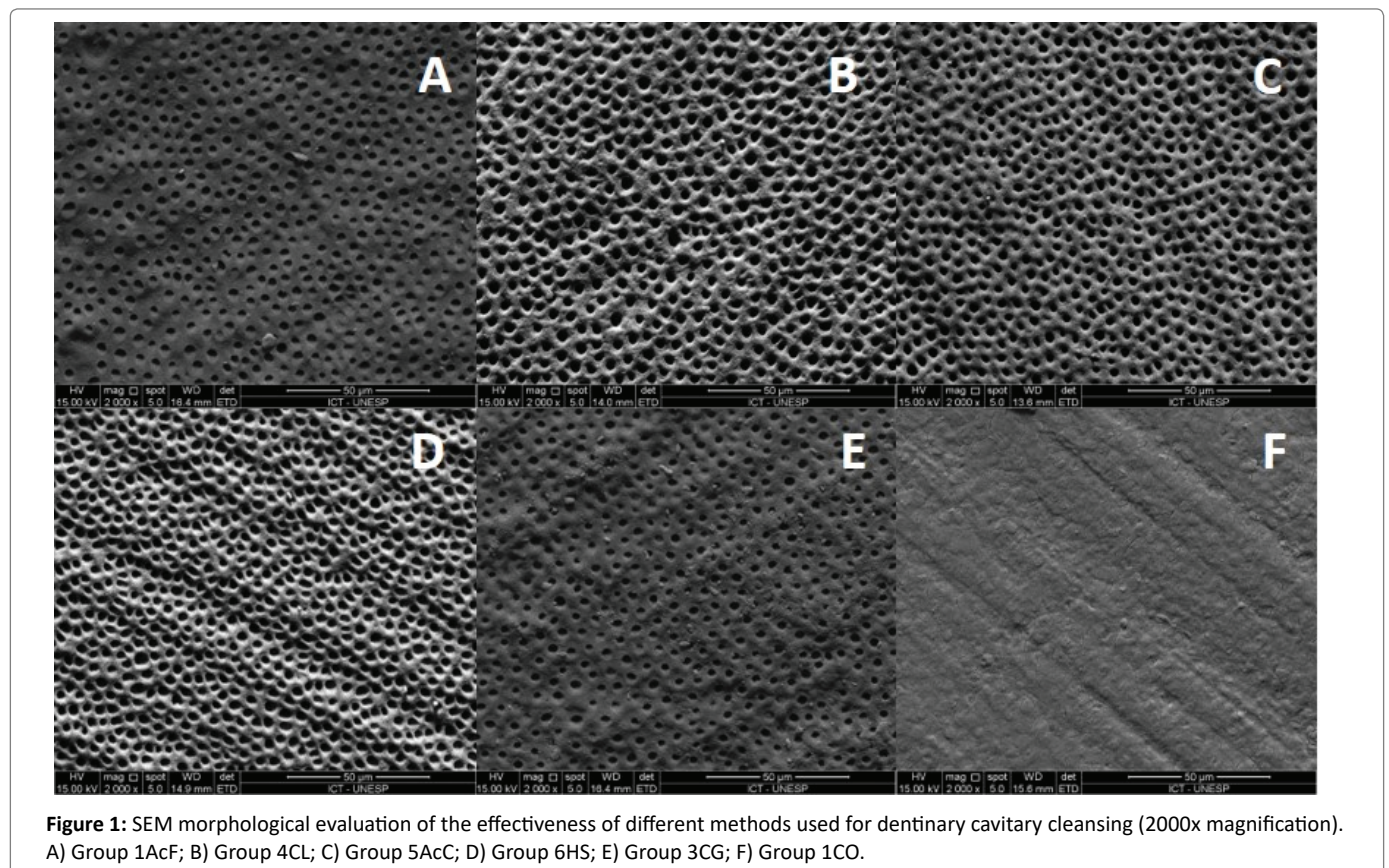 A
B
C
HV mag □ spot WD det 50 µm
15.00 kV 2 000 x 5.0 16.4 mm ETD ICT - UNESP
HV mag □ spot WD det 50 µm
15.00 kV 2 000 x 5.0 14.0 mm ETD ICT - UNESP
HV mag □ spot WD det 50 µm
15.00 kV 2 000 x 5.0 13.6 mm ETD ICT - UNESP
D
E
F
HV mag □ spot WD det 50 µm
15.00 kV 2 000 x 5.0 14.9 mm ETD ICT - UNESP
HV mag □ spot WD det 50 µm
15.00 kV 2 000 x 5.0 16.4 mm ETD ICT - UNESP
HV mag □ spot WD det 50 µm
15.00 kV 2 000 x 5.0 15.6 mm ETD ICT - UNESP
Figure 1: SEM morphological evaluation of the effectiveness of different methods used for dentinary cavitary cleansing (2000x magnification).
A) Group 1AcF; B) Group 4CL; C) Group 5AcC; D) Group 6HS; E) Group 3CG; F) Group 1CO.